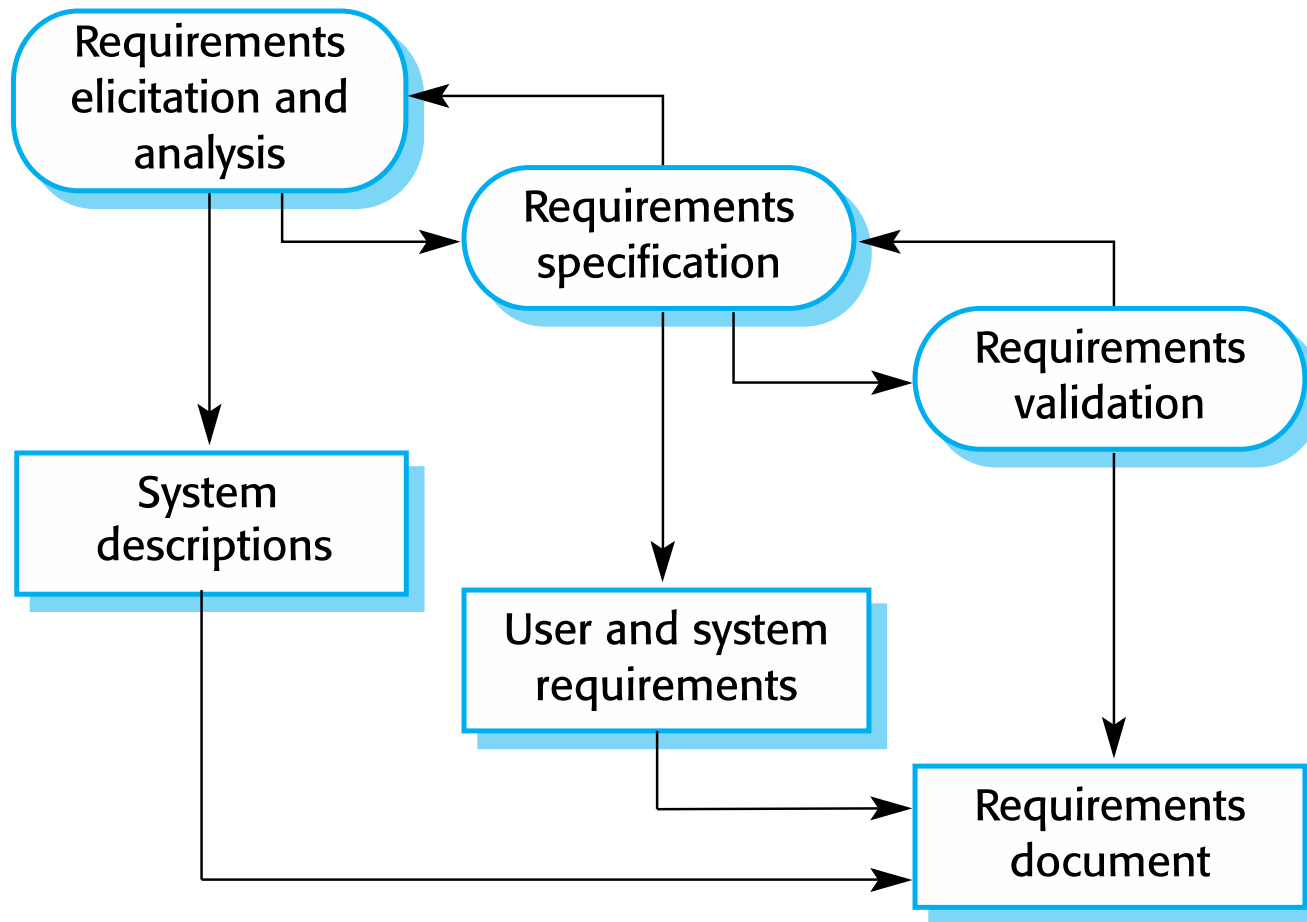 Requirements
elicitation and
analysis
Requirements
specification
Requirements
validation
System
descriptions
User and system
requirements
Requirements
document